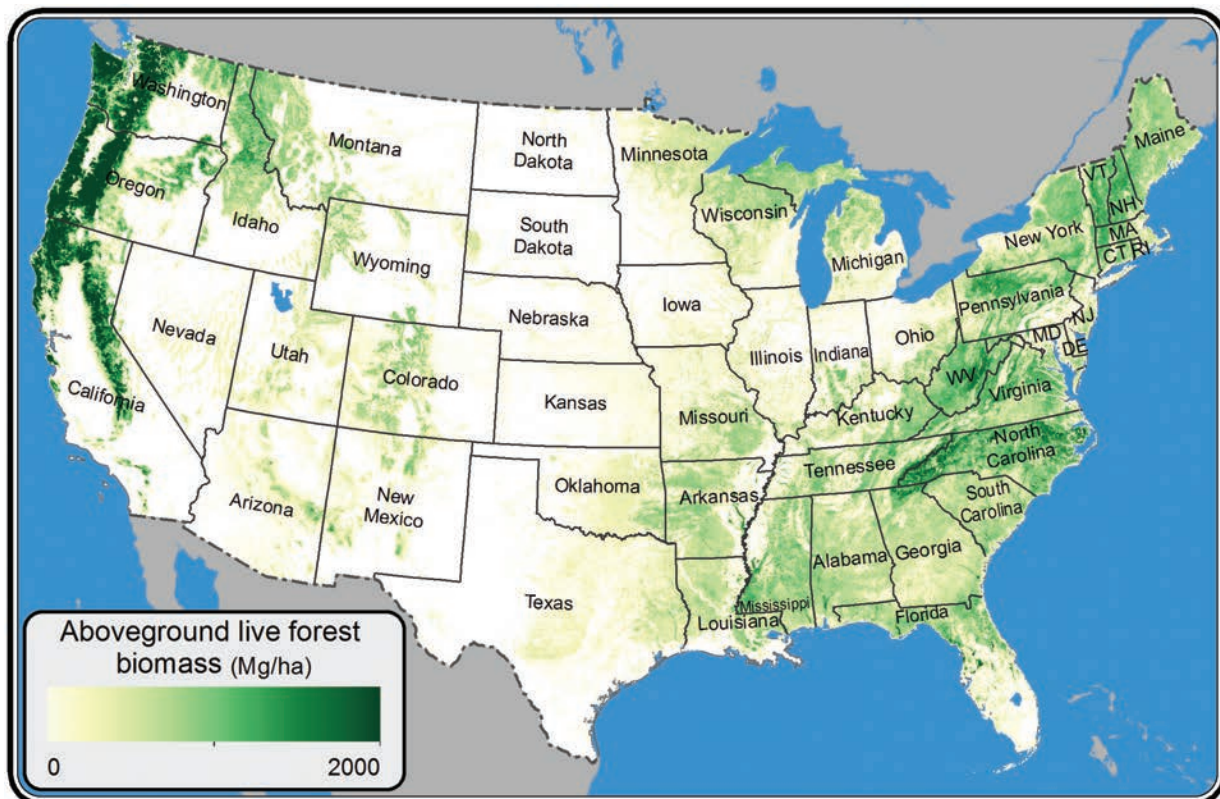 Washington
Montana
North
Dakota
Minnesota
Maine
Oregon
Idaho
South
Dakota
Wisconsin
VT
NH
New York
MA
CT
RI
Wyoming
Michigan
Nebraska
Iowa
Pennsylvania
NJ
Nevada
Utah
Colorado
Illinois
Indiana
Ohio
MD
DE
WV
Virginia
California
Kansas
Missouri
Kentucky
North
Carolina
Tennessee
Arizona
New
Mexico
Oklahoma
Arkansas
South
Carolina
Alabama
Georgia
Texas
Mississippi
Louisiana
Florida
Aboveground live forest
biomass (Mg/ha)
0
2000